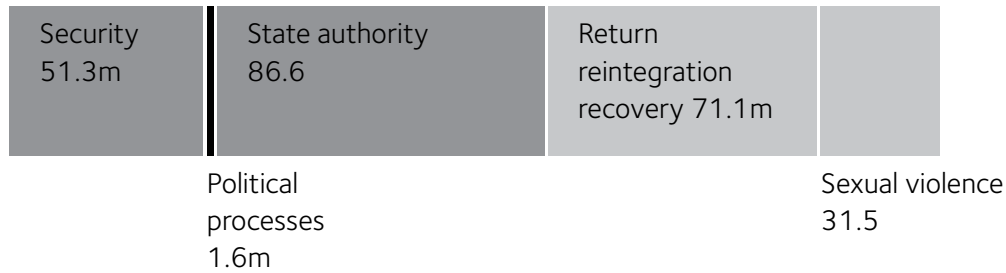 Security
51.3m
State authority
86.6
Return
reintegration
recovery 71.1m
Political
processes
1.6m
Sexual violence
31.5